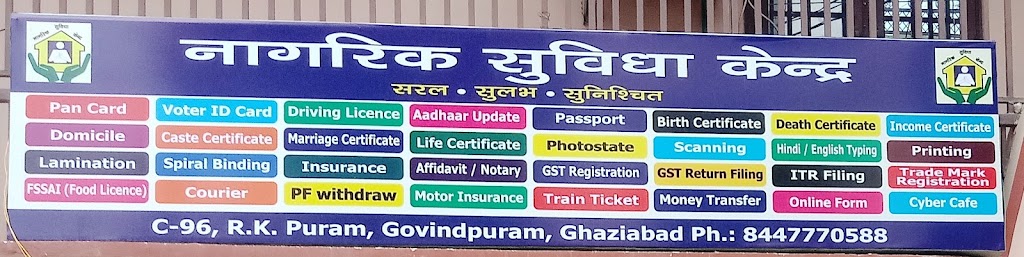 नागरिक सुविधा केन्द्र
सरल • सुलभ • सुनिश्चित
Pan Card Voter ID Card Driving Licence Aadhaar Update Passport Birth Certificate Death Certificate Income Certificate
Domicile Caste Certificate Marriage Certificate Life Certificate Photostate Scanning Hindi / English Typing Printing
Lamination Spiral Binding Insurance Affidavit / Notary GST Registration GST Return Filing ITR Filing Trade Mark Registration
FSSAI (Food Licence) Courier PF withdraw Motor Insurance Train Ticket Money Transfer Online Form Cyber Cafe
C-96, R.K. Puram, Govindpuram, Ghaziabad Ph.: 8447770588